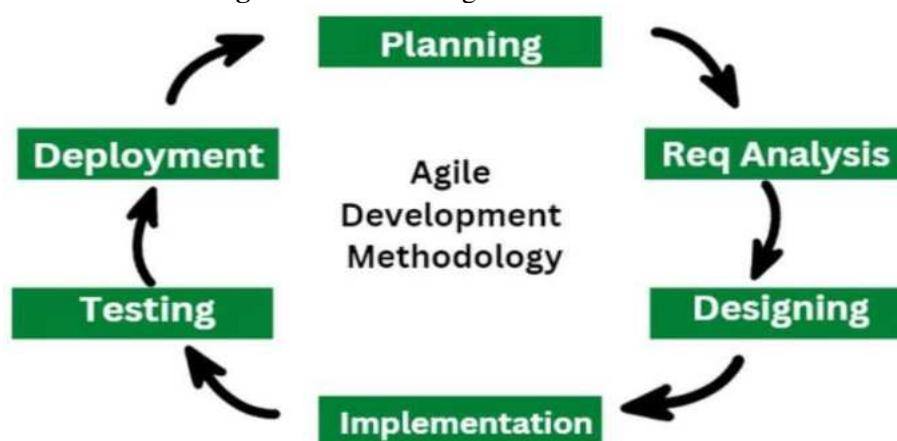 Planning
Req Analysis
Designing
Implementation
Testing
Deployment
Agile
Development
Methodology